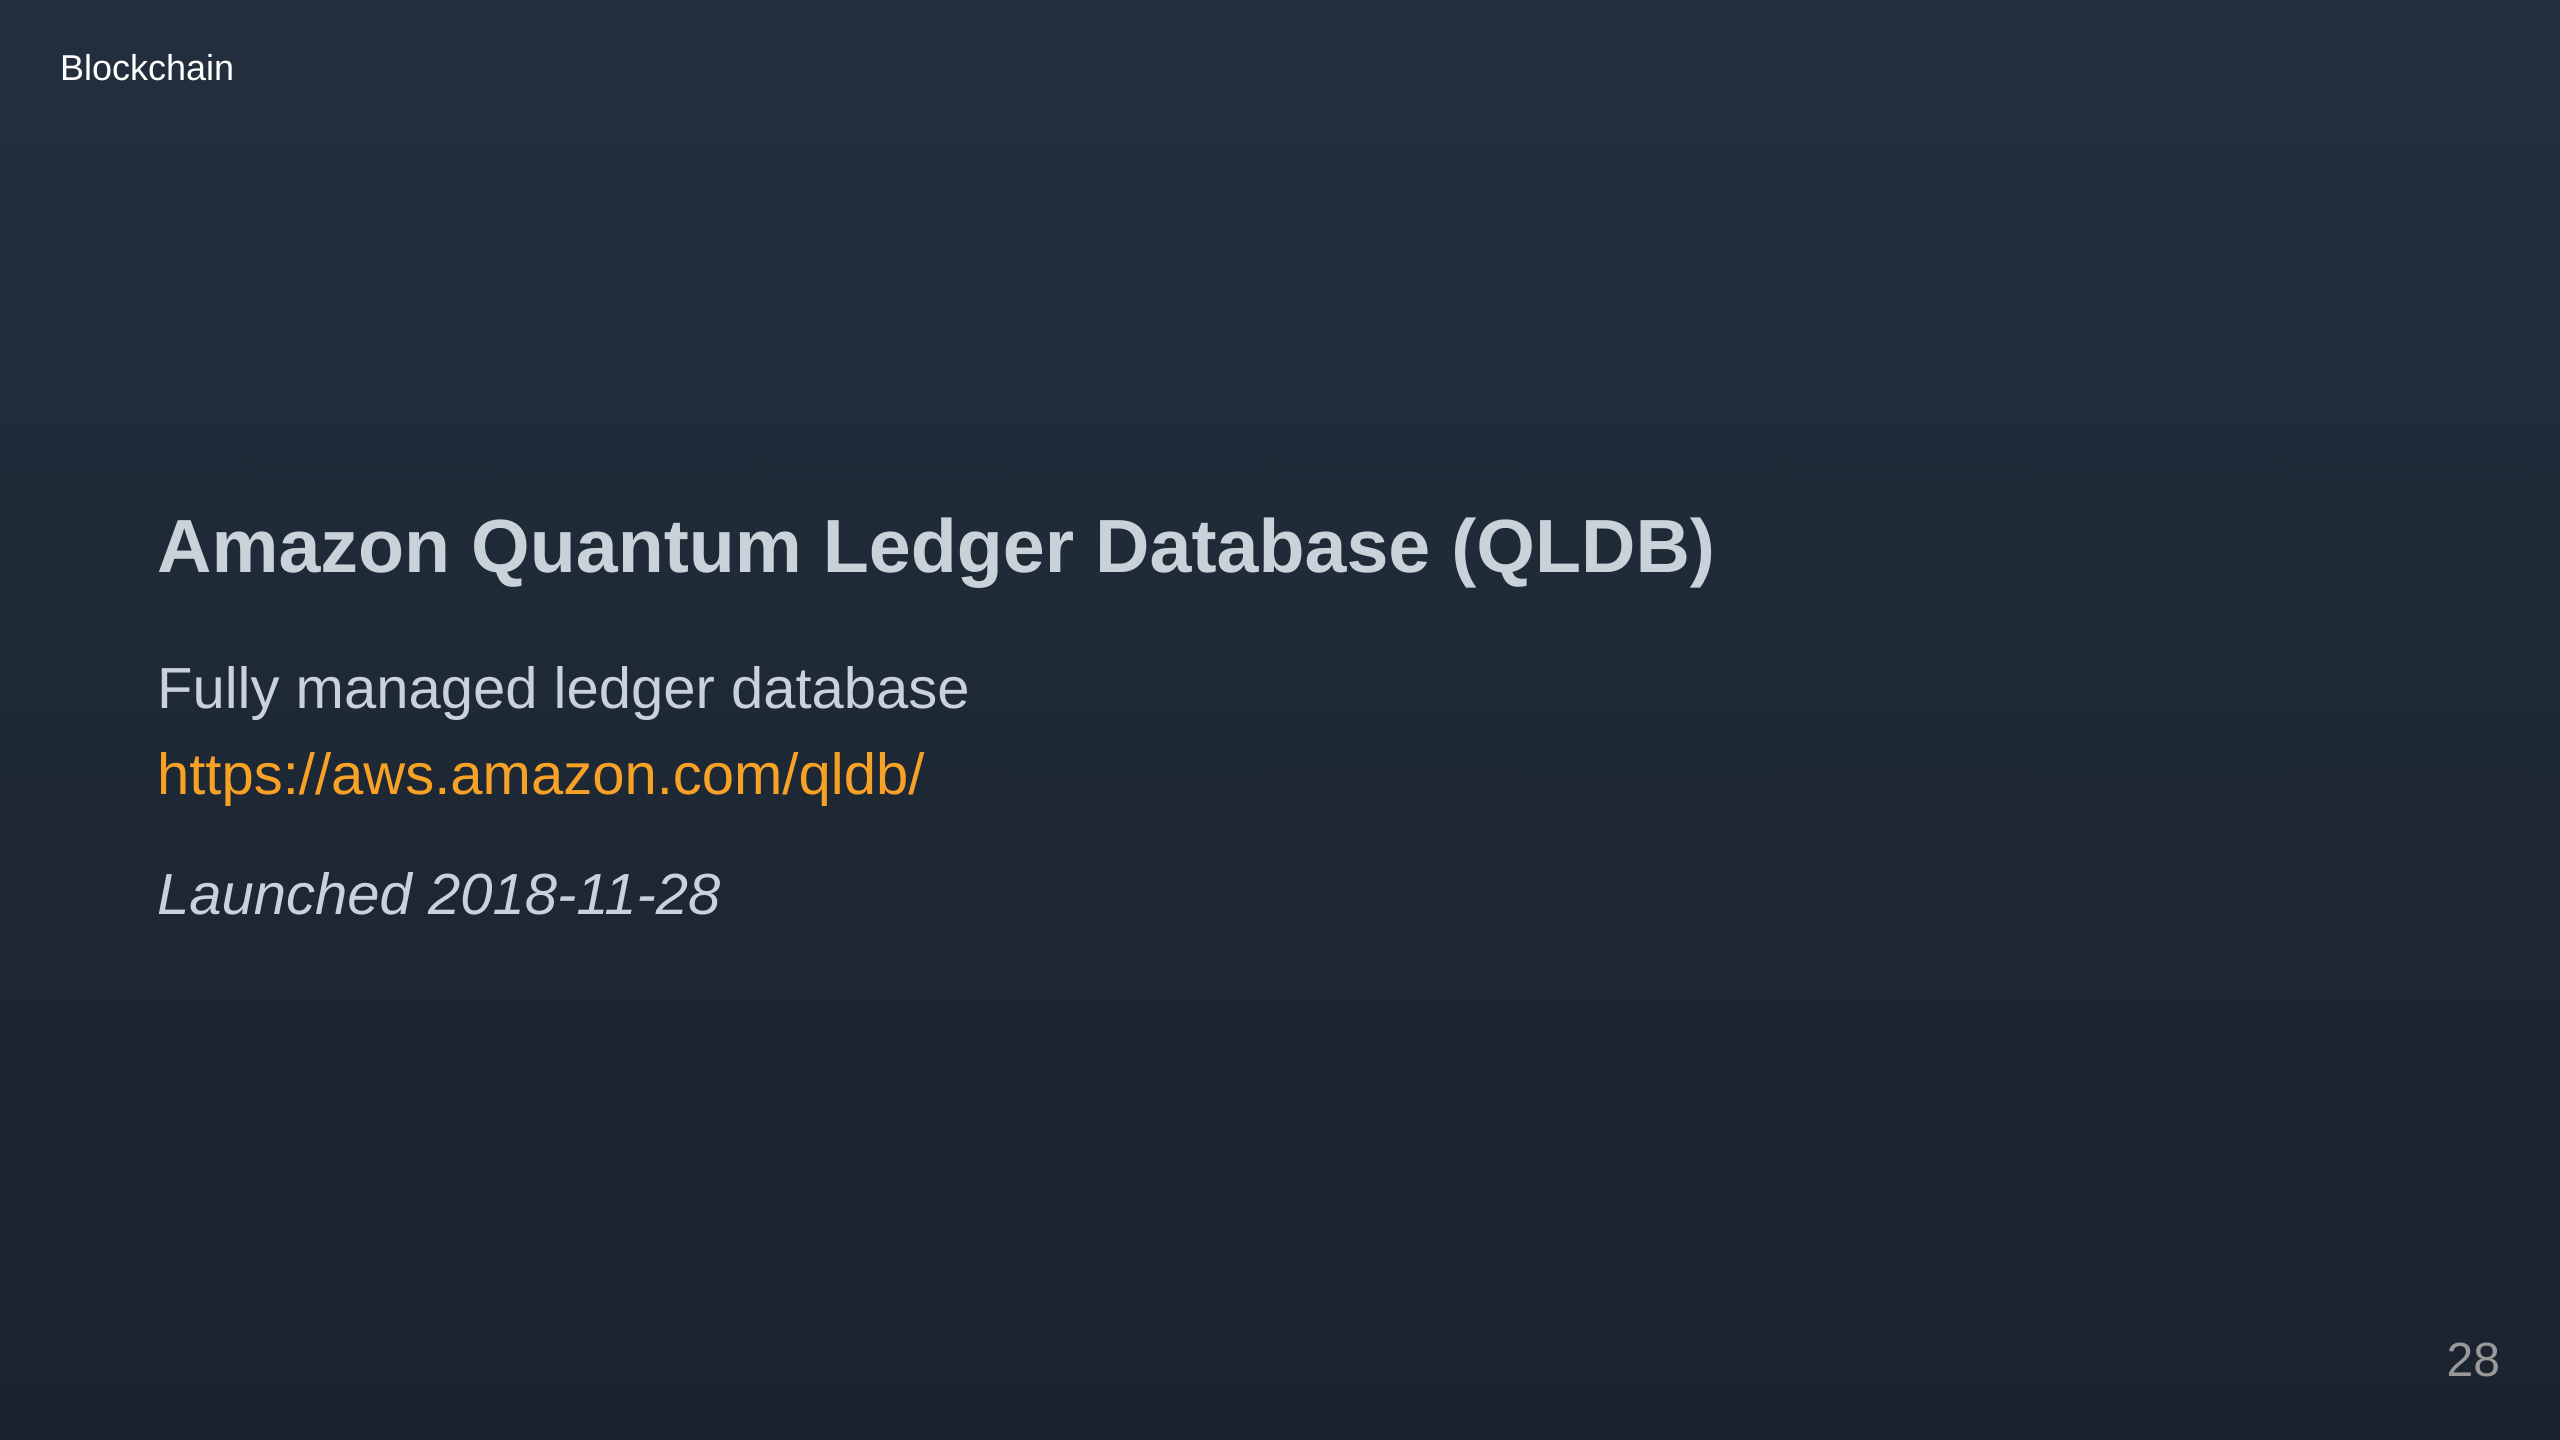 Blockchain
Amazon Quantum Ledger Database (QLDB)
Fully managed ledger database
https://aws.amazon.com/qldb/
Launched 2018-11-28
28